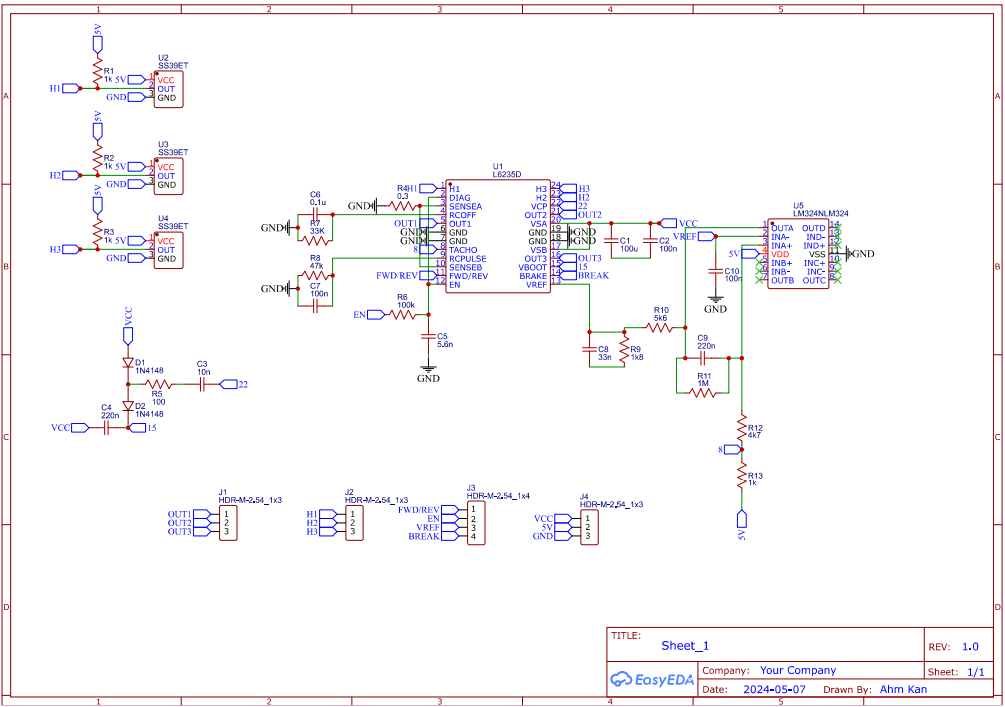 1 2 3 4 5
A
B
C
D
5V
R1
1k
H1
5V
GND
U2
SS39ET
1 VCC
2 OUT
3 GND
5V
R2
1k
H2
5V
GND
U3
SS39ET
1 VCC
2 OUT
3 GND
5V
R3
1k
H3
5V
GND
U4
SS39ET
1 VCC
2 OUT
3 GND
C6
0.1u
GND
R7
33K
R8
47k
GND
C7
100n
R4
0.3
GND
H1
OUT1
GND
GND
8
FWD/REV
R6
100k
EN
C5
5.6n
GND
U1
L6235D
1 H1
2 DIAG
3 SENSEA
4 RCOFF
5 OUT1
6 GND
7 GND
8 TACHO
9 RCPULSE
10 SENSEB
11 FWD/REV
12 EN
H3 24
H2 23
VCP 22
OUT2 21
VSA 20
GND 19
GND 18
VSB 17
OUT3 16
VBOOT 15
BRAKE 14
VREF 13
H3
H2
22
OUT2
GND
GND
OUT3
15
BREAK
C1
100u
C2
100n
VCC
VREF
C10
100n
GND
5V
U5
LM324NLM324
1 OUTA
2 INA-
3 INA+
4 VDD
5 INB+
6 INB-
7 OUTB
OUTD 14
IND- 13
IND+ 12
VSS 11
INC+ 10
INC- 9
OUTC 8
GND
C8
33n
R9
1k8
R10
5k6
C9
220n
R11
1M
R12
4k7
8
R13
1k
5V
VCC
D1
1N4148
R5
100
C3
10n
22
D2
1N4148
C4
220n
VCC
15
J1
HDR-M-2.54_1x3
OUT1 1
OUT2 2
OUT3 3
J2
HDR-M-2.54_1x3
H1 1
H2 2
H3 3
J3
HDR-M-2.54_1x4
FWD/REV 1
EN 2
VREF 3
BREAK 4
J4
HDR-M-2.54_1x3
VCC 1
5V 2
GND 3
TITLE:
Sheet_1
REV: 1.0
EasyEDA
Company: Your Company
Sheet: 1/1
Date: 2024-05-07 Drawn By: Ahm Kan
A
B
C
D
1 2 3 4 5